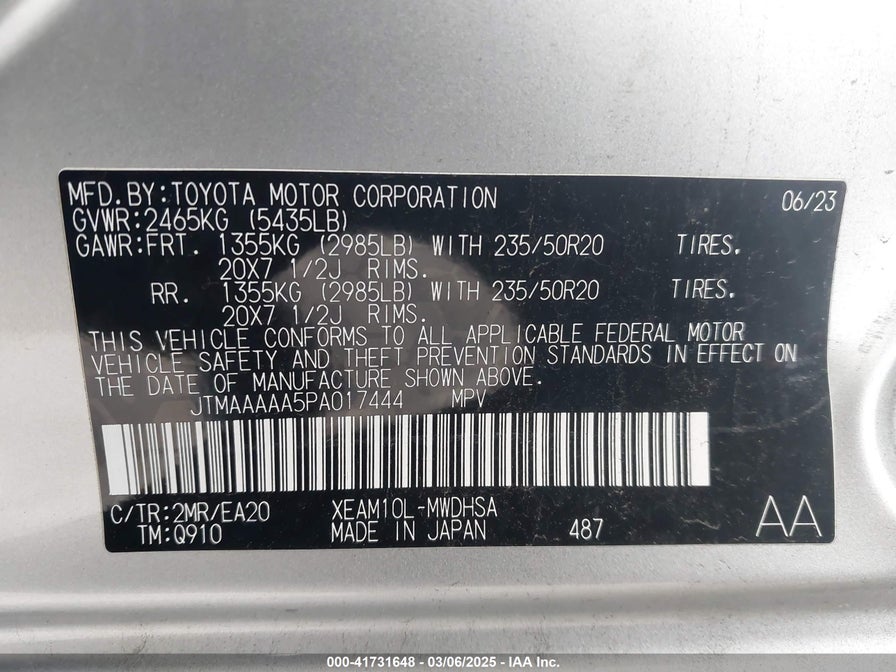 MFD.BY:TOYOTA MOTOR CORPORATION 06/23
GVWR:2465KG (5435LB)
GAWR:FRT. 1355KG (2985LB) WITH 235/50R20 TIRES.
20X7 1/2J RIMS.
RR. 1355KG (2985LB) WITH 235/50R20 TIRES.
20X7 1/2J RIMS.
THIS VEHICLE CONFORMS TO ALL APPLICABLE FEDERAL MOTOR
VEHICLE SAFETY AND THEFT PREVENTION STANDARDS IN EFFECT ON
THE DATE OF MANUFACTURE SHOWN ABOVE.
JTMAAAAA5PA017444 MPV
C/TR:2MR/EA20 XEAM10L-MWDHSA
TM:Q910 MADE IN JAPAN 487 AA
000-41731648 - 03/06/2025 - IAA Inc.